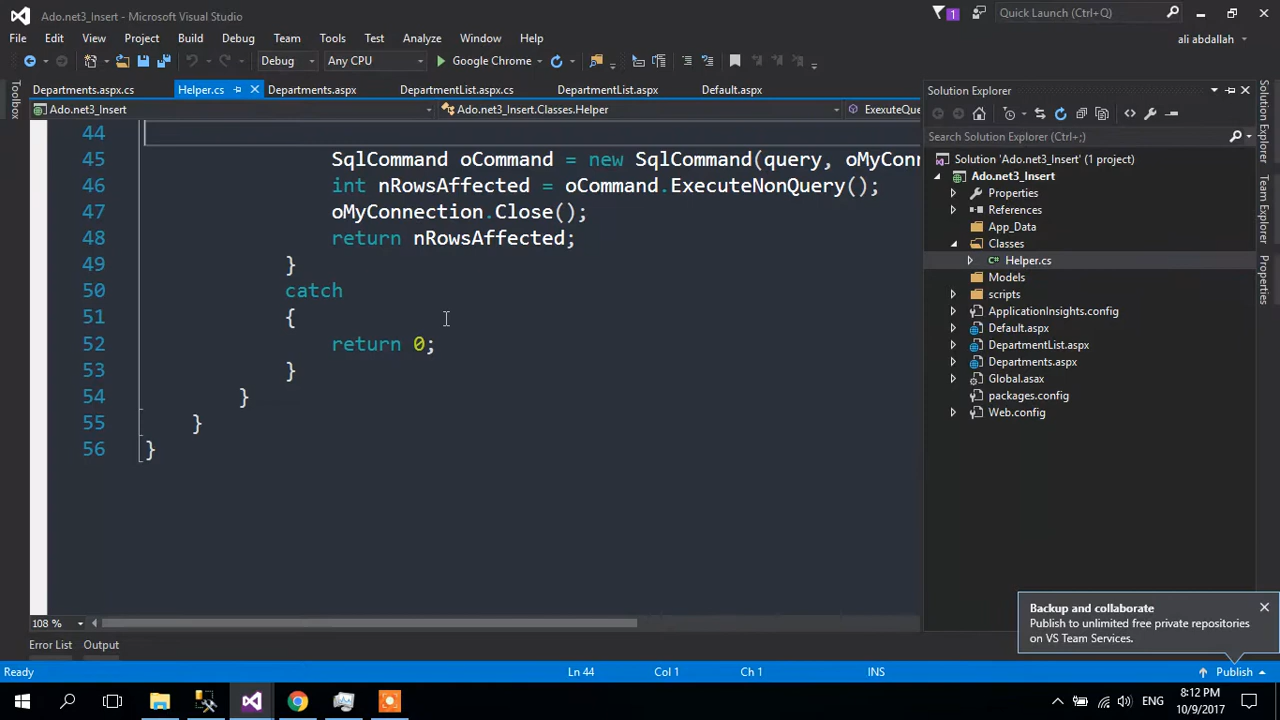 Ado.net3_Insert - Microsoft Visual Studio
1
Quick Launch (Ctrl+Q)
File Edit View Project Build Debug Team Tools Test Analyze Window Help
ali abdallah
Debug Any CPU Google Chrome
Toolbox
Departments.aspx.cs Helper.cs Departments.aspx DepartmentList.aspx.cs DepartmentList.aspx Default.aspx
Ado.net3_Insert Ado.net3_Insert.Classes.Helper ExexuteQue
44
45 SqlCommand oCommand = new SqlCommand(query, oMyConn
46 int nRowsAffected = oCommand.ExecuteNonQuery();
47 oMyConnection.Close();
48 return nRowsAffected;
49 }
50 catch
51 {
52 return 0;
53 }
54 }
55 }
56 }
108 %
Error List Output
Solution Explorer
Search Solution Explorer (Ctrl+;)
Solution 'Ado.net3_Insert' (1 project)
Ado.net3_Insert
Properties
References
App_Data
Classes
C# Helper.cs
Models
scripts
ApplicationInsights.config
Default.aspx
DepartmentList.aspx
Departments.aspx
Global.asax
packages.config
Web.config
Solution Explorer
Team Explorer
Properties
Backup and collaborate
Publish to unlimited free private repositories
on VS Team Services.
Ready Ln 44 Col 1 Ch 1 INS Publish
ENG
8:12 PM
10/9/2017